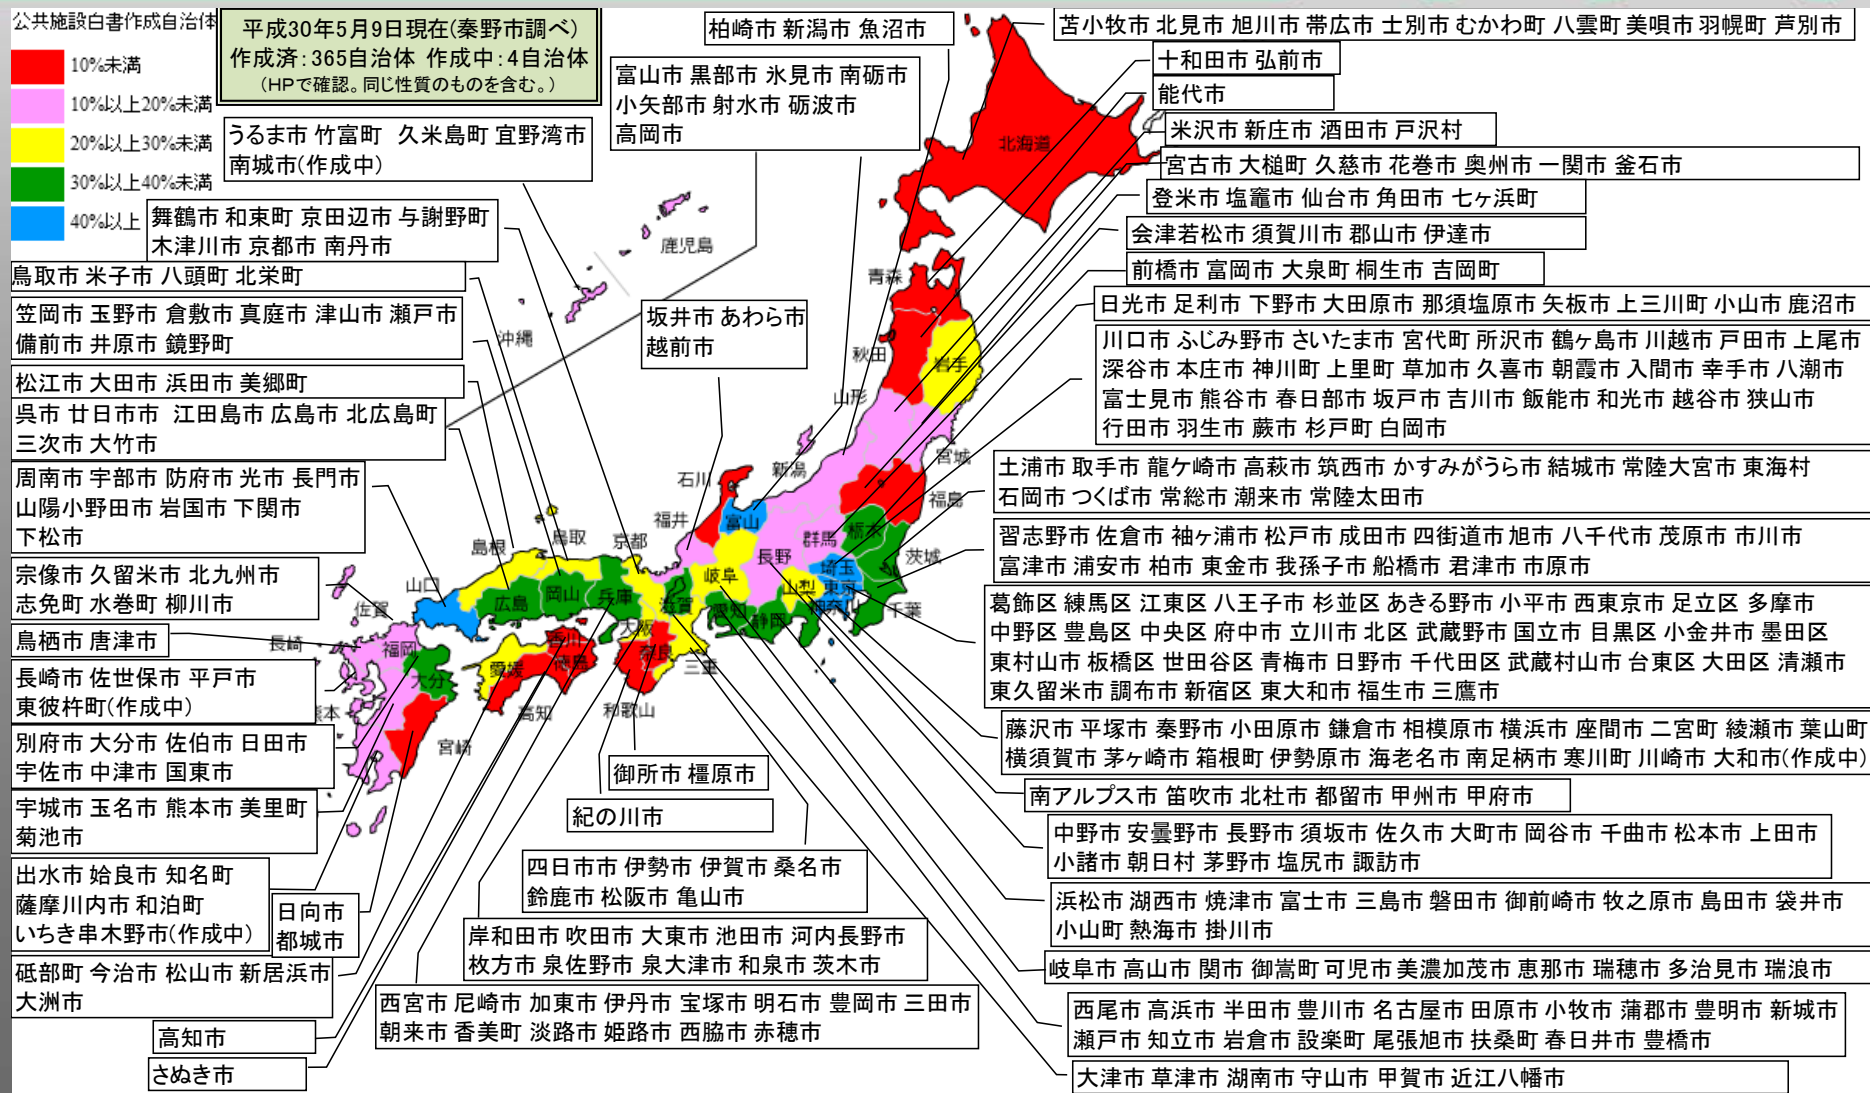 公共施設白書作成自治体
10%未満
10%以上20%未満
20%以上30%未満
30%以上40%未満
40%以上
平成30年5月9日現在(秦野市調べ)
作成済：365自治体 作成中：4自治体
(HPで確認。同じ性質のものを含む。)
柏崎市 新潟市 魚沼市
苫小牧市 北見市 旭川市 帯広市 士別市 むかわ町 八雲町 美唄市 羽幌町 芦別市
富山市 黒部市 氷見市 南砺市
小矢部市 射水市 砺波市
高岡市
十和田市 弘前市
能代市
米沢市 新庄市 酒田市 戸沢村
うるま市 竹富町 久米島町 宜野湾市
南城市(作成中)
宮古市 大槌町 久慈市 花巻市 奥州市 一関市 釜石市
登米市 塩竈市 仙台市 角田市 七ヶ浜町
舞鶴市 和束町 京田辺市 与謝野町
木津川市 京都市 南丹市
会津若松市 須賀川市 郡山市 伊達市
前橋市 富岡市 大泉町 桐生市 吉岡町
鳥取市 米子市 八頭町 北栄町
日光市 足利市 下野市 大田原市 那須塩原市 矢板市 上三川町 小山市 鹿沼市
笠岡市 玉野市 倉敷市 真庭市 津山市 瀬戸市
備前市 井原市 鏡野町
坂井市 あわら市
越前市
川口市 ふじみ野市 さいたま市 宮代町 所沢市 鶴ヶ島市 川越市 戸田市 上尾市
深谷市 本庄市 神川町 上里町 草加市 久喜市 朝霞市 入間市 幸手市 八潮市
富士見市 熊谷市 春日部市 坂戸市 吉川市 飯能市 和光市 越谷市 狭山市
行田市 羽生市 蕨市 杉戸町 白岡市
松江市 大田市 浜田市 美郷町
呉市 廿日市市 江田島市 広島市 北広島町
三次市 大竹市
周南市 宇部市 防府市 光市 長門市
山陽小野田市 岩国市 下関市
下松市
土浦市 取手市 龍ケ崎市 高萩市 筑西市 かすみがうら市 結城市 常陸大宮市 東海村
石岡市 つくば市 常総市 潮来市 常陸太田市
習志野市 佐倉市 袖ヶ浦市 松戸市 成田市 四街道市 旭市 八千代市 茂原市 市川市
富津市 浦安市 柏市 東金市 我孫子市 船橋市 君津市 市原市
宗像市 久留米市 北九州市
志免町 水巻町 柳川市
葛飾区 練馬区 江東区 八王子市 杉並区 あきる野市 小平市 西東京市 足立区 多摩市
中野区 豊島区 中央区 府中市 立川市 北区 武蔵野市 国立市 目黒区 小金井市 墨田区
東村山市 板橋区 世田谷区 青梅市 日野市 千代田区 武蔵村山市 台東区 大田区 清瀬市
東久留米市 調布市 新宿区 東大和市 福生市 三鷹市
鳥栖市 唐津市
長崎市 佐世保市 平戸市
東彼杵町(作成中)
藤沢市 平塚市 秦野市 小田原市 鎌倉市 相模原市 横浜市 座間市 二宮町 綾瀬市 葉山町
横須賀市 茅ヶ崎市 箱根町 伊勢原市 海老名市 南足柄市 寒川町 川崎市 大和市(作成中)
別府市 大分市 佐伯市 日田市
宇佐市 中津市 国東市
御所市 橿原市
南アルプス市 笛吹市 北杜市 都留市 甲州市 甲府市
宇城市 玉名市 熊本市 美里町
菊池市
紀の川市
中野市 安曇野市 長野市 須坂市 佐久市 大町市 岡谷市 千曲市 松本市 上田市
小諸市 朝日村 茅野市 塩尻市 諏訪市
出水市 姶良市 知名町
薩摩川内市 和泊町
いちき串木野市(作成中)
日向市
都城市
四日市市 伊勢市 伊賀市 桑名市
鈴鹿市 松阪市 亀山市
浜松市 湖西市 焼津市 富士市 三島市 磐田市 御前崎市 牧之原市 島田市 袋井市
小山町 熱海市 掛川市
岸和田市 吹田市 大東市 池田市 河内長野市
枚方市 泉佐野市 泉大津市 和泉市 茨木市
砥部町 今治市 松山市 新居浜市
大洲市
岐阜市 高山市 関市 御嵩町 可児市 美濃加茂市 恵那市 瑞穂市 多治見市 瑞浪市
西宮市 尼崎市 加東市 伊丹市 宝塚市 明石市 豊岡市 三田市
朝来市 香美町 淡路市 姫路市 西脇市 赤穂市
西尾市 高浜市 半田市 豊川市 名古屋市 田原市 小牧市 蒲郡市 豊明市 新城市
瀬戸市 知立市 岩倉市 設楽町 尾張旭市 扶桑町 春日井市 豊橋市
高知市
さぬき市
大津市 草津市 湖南市 守山市 甲賀市 近江八幡市
北海道
青森
秋田
岩手
山形
宮城
新潟
福島
石川
富山
福井
群馬
栃木
茨城
長野
埼玉
山梨
東京
神奈川
千葉
岐阜
愛知
静岡
滋賀
京都
三重
大阪
奈良
和歌山
兵庫
鳥取
岡山
島根
広島
山口
香川
徳島
愛媛
高知
福岡
佐賀
長崎
大分
熊本
宮崎
鹿児島
沖縄